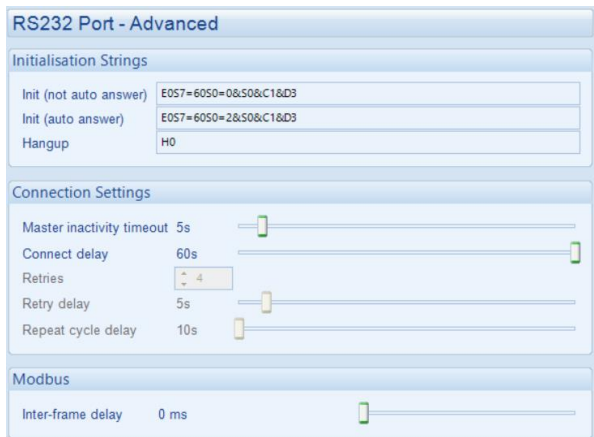 RS232 Port - Advanced
Initialisation Strings
Init (not auto answer) E0S7=60S0=0&S0&C1&D3
Init (auto answer) E0S7=60S0=2&S0&C1&D3
Hangup H0
Connection Settings
Master inactivity timeout 5s
Connect delay 60s
Retries 4
Retry delay 5s
Repeat cycle delay 10s
Modbus
Inter-frame delay 0 ms